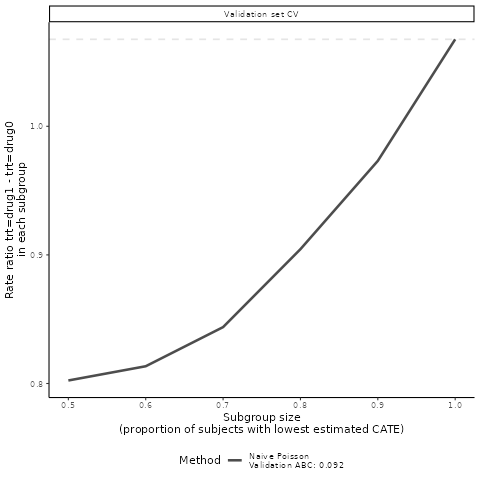 Validation set CV
Rate ratio trt=drug1 - trt=drug0
in each subgroup
1.0
0.9
0.8
0.5 0.6 0.7 0.8 0.9 1.0
Subgroup size
(proportion of subjects with lowest estimated CATE)
Method
Naive Poisson
Validation ABC: 0.092